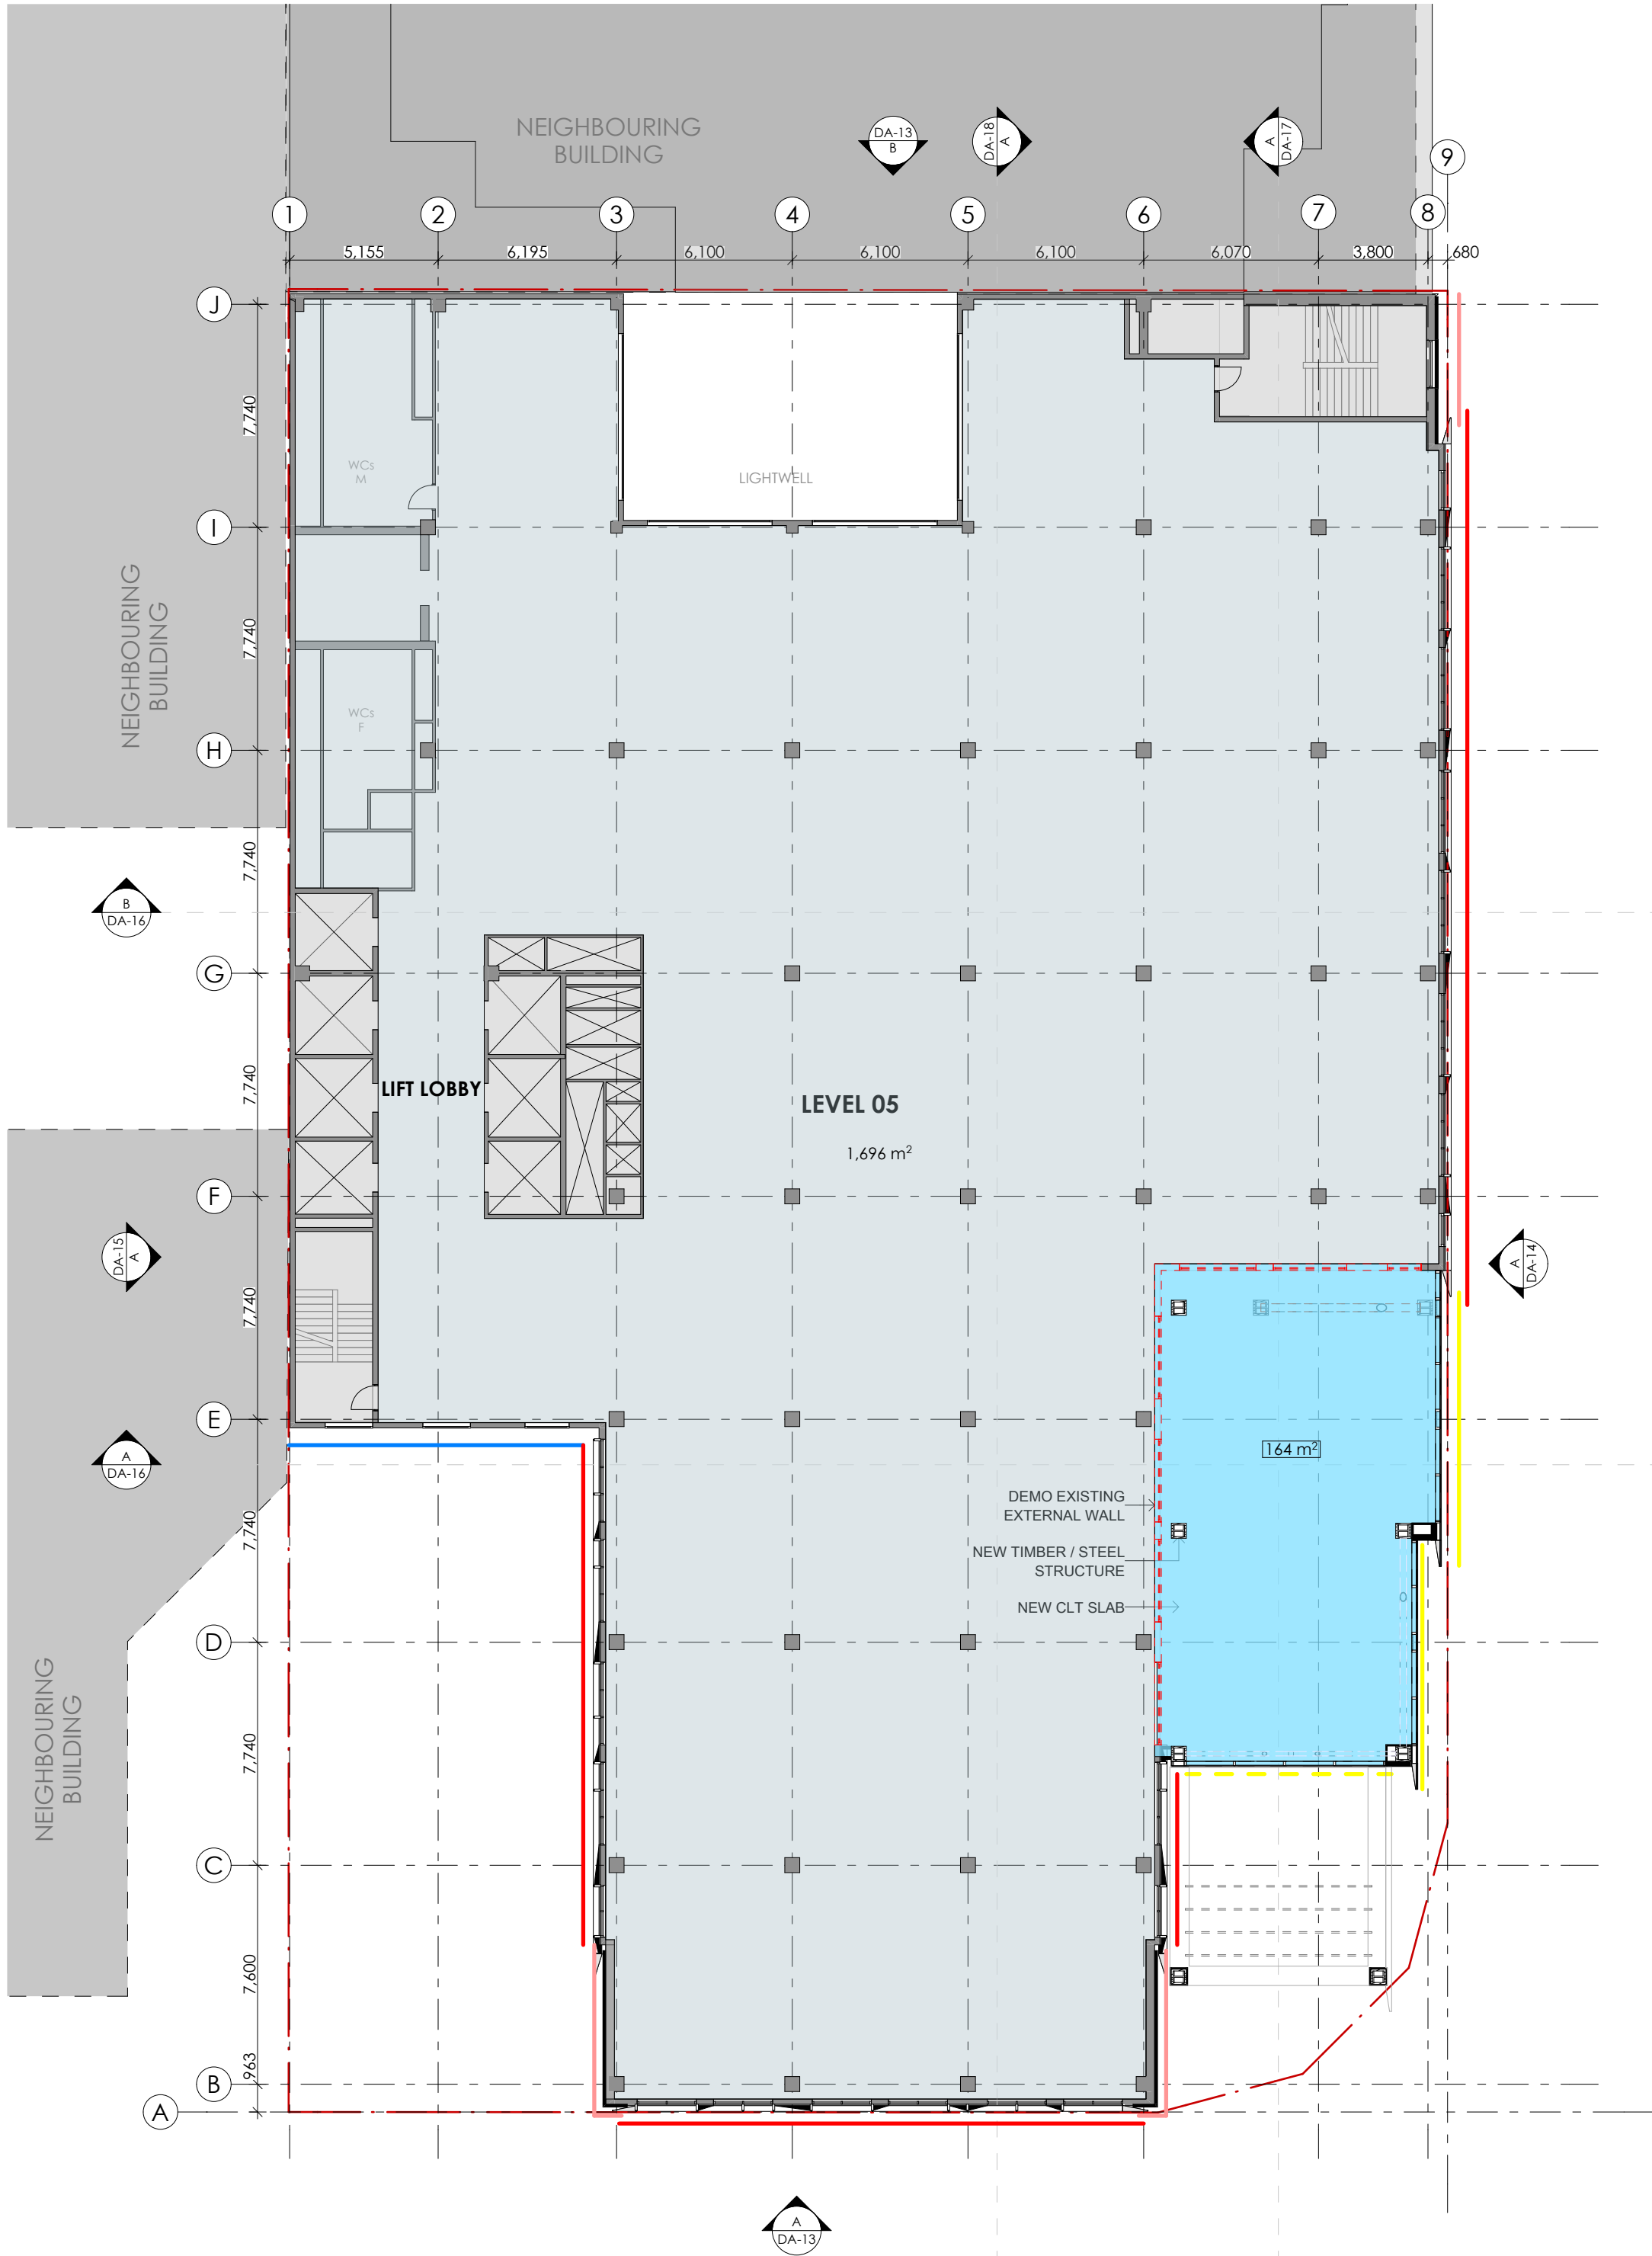 NEIGHBOURING
BUILDING
DA-13
B
DA-18
A
A
DA-17
9
1
2
3
4
5
6
7
8
5,155
6,195
6,100
6,100
6,100
6,070
3,800
680
J
7,740
WCs
M
LIGHTWELL
I
NEIGHBOURING
BUILDING
7,740
WCs
F
H
7,740
B
DA-16
G
7,740
LIFT LOBBY
LEVEL 05
1,696 m²
F
DA-15
A
A
DA-14
7,740
E
A
DA-16
164 m²
7,740
DEMO EXISTING
EXTERNAL WALL
NEW TIMBER / STEEL
STRUCTURE
NEW CLT SLAB
D
NEIGHBOURING
BUILDING
7,740
C
7,600
963
B
A
A
DA-13